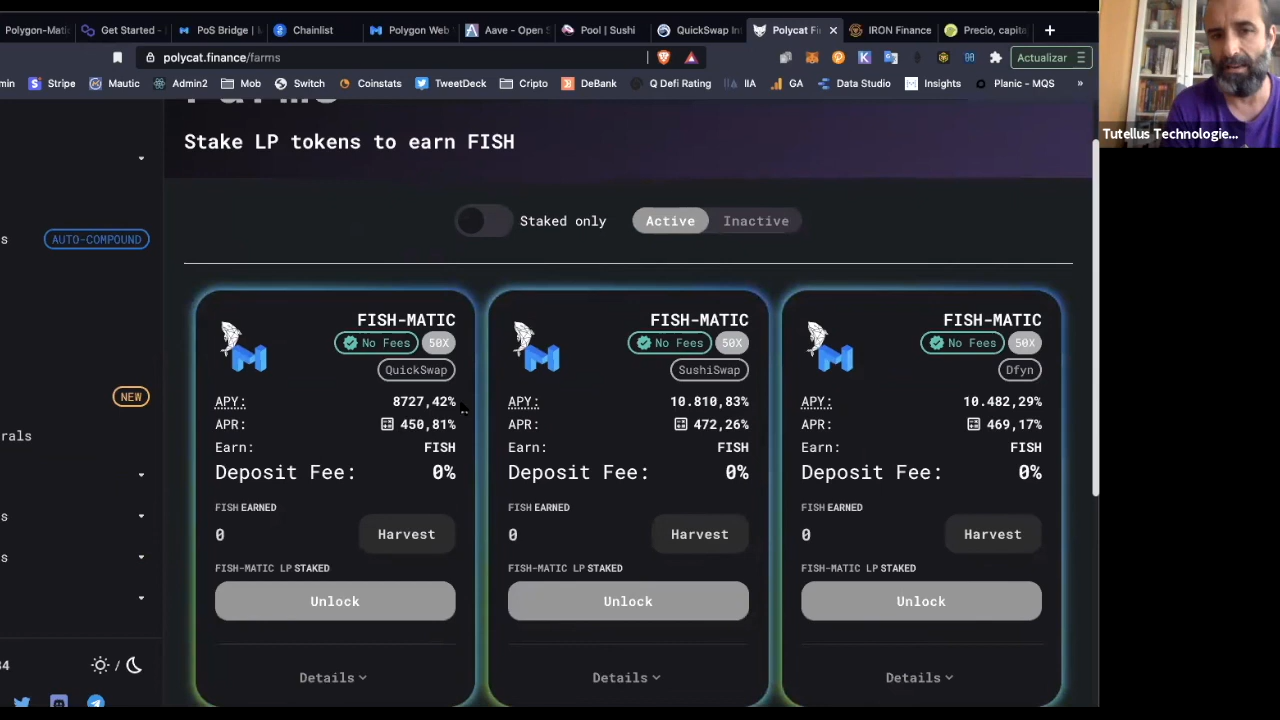 Polygon-Matic
Get Started -
PoS Bridge |
Chainlist
Polygon Web
Aave - Open S
Pool | Sushi
QuickSwap In
Polycat Fin
IRON Finance
Precio, capita
polycat.finance/farms
Actualizar
min
Stripe
Mautic
Admin2
Mob
Switch
Coinstats
TweetDeck
Cripto
DeBank
Q Defi Rating
IIA
GA
Data Studio
Insights
Planic - MQS
»
Tutellus Technologie...
Stake LP tokens to earn FISH
Staked only
Active
Inactive
s
AUTO-COMPOUND
NEW
rals
s
s
34
/
FISH-MATIC
No Fees
50X
QuickSwap
APY:
8727,42%
APR:
450,81%
Earn:
FISH
Deposit Fee:
0%
FISH EARNED
0
Harvest
FISH-MATIC LP STAKED
Unlock
Details
FISH-MATIC
No Fees
50X
SushiSwap
APY:
10.810,83%
APR:
472,26%
Earn:
FISH
Deposit Fee:
0%
FISH EARNED
0
Harvest
FISH-MATIC LP STAKED
Unlock
Details
FISH-MATIC
No Fees
50X
Dfyn
APY:
10.482,29%
APR:
469,17%
Earn:
FISH
Deposit Fee:
0%
FISH EARNED
0
Harvest
FISH-MATIC LP STAKED
Unlock
Details